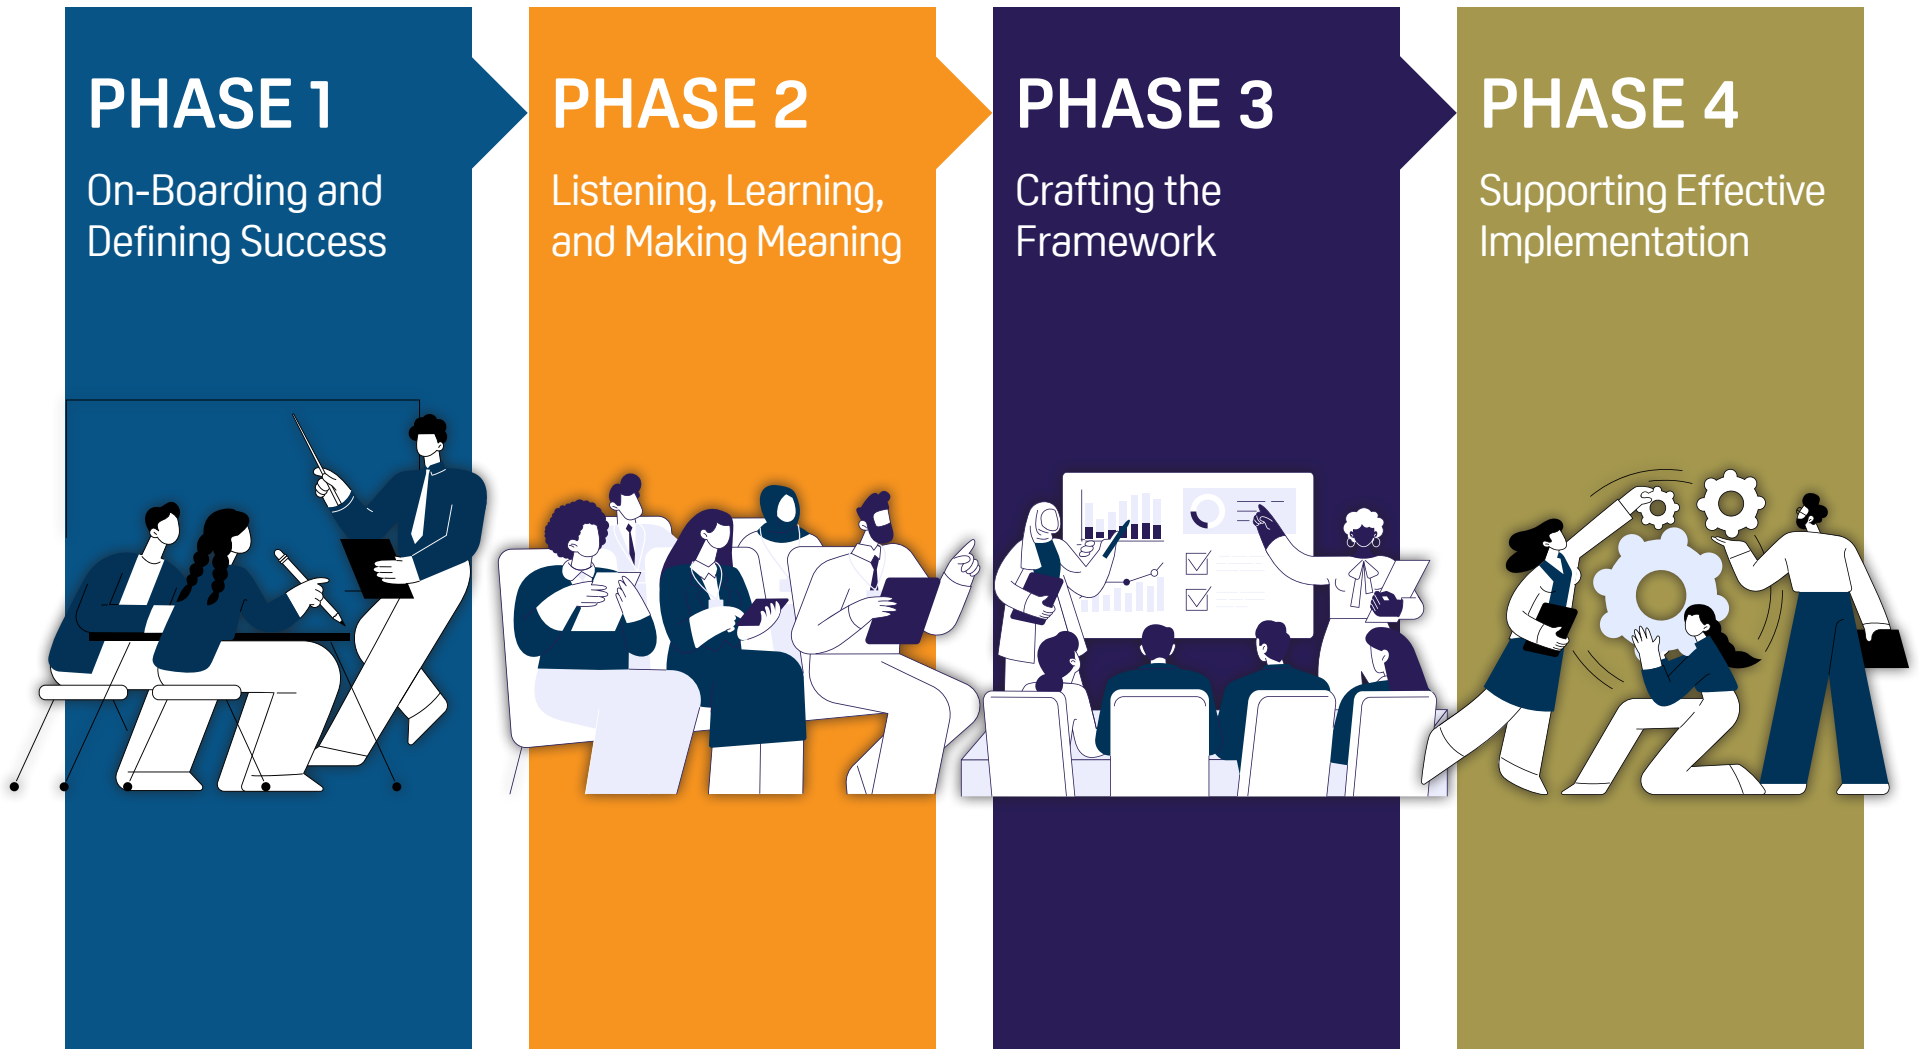 PHASE 1
On-Boarding and
Defining Success
PHASE 2
Listening, Learning,
and Making Meaning
PHASE 3
Crafting the
Framework
PHASE 4
Supporting Effective
Implementation